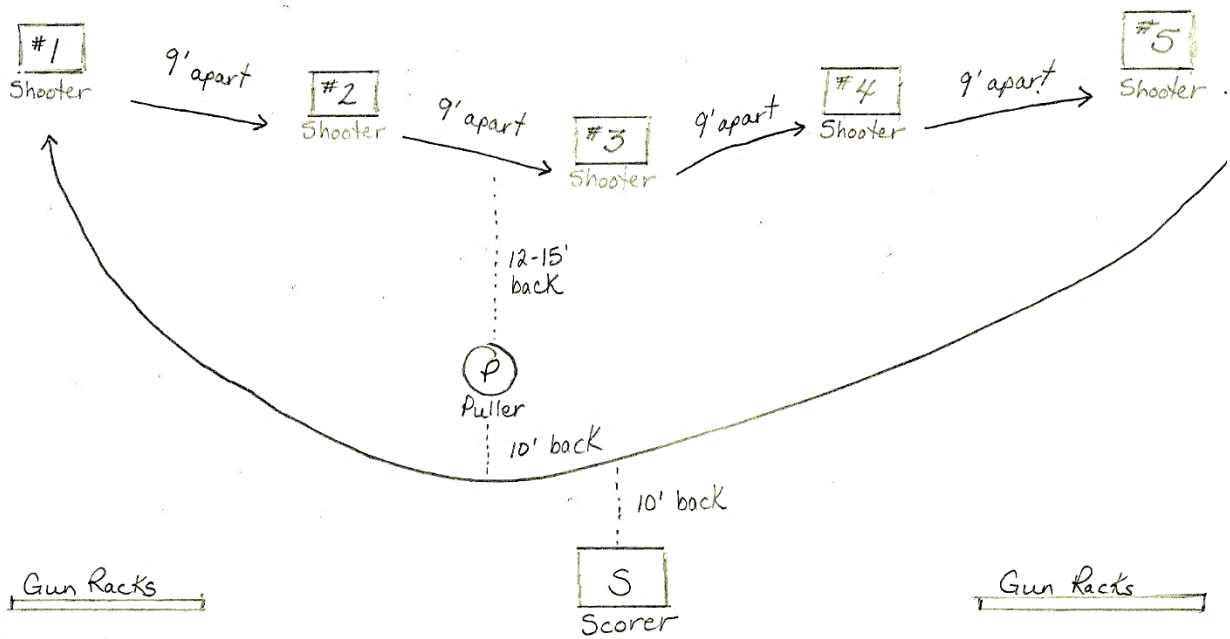 #1
Shooter
9' apart
#2
Shooter
9' apart
#3
Shooter
9' apart
#4
Shooter
9' apart
#5
Shooter
12-15'
back
P
Puller
10' back
10' back
S
Scorer
Gun Racks
Gun Racks